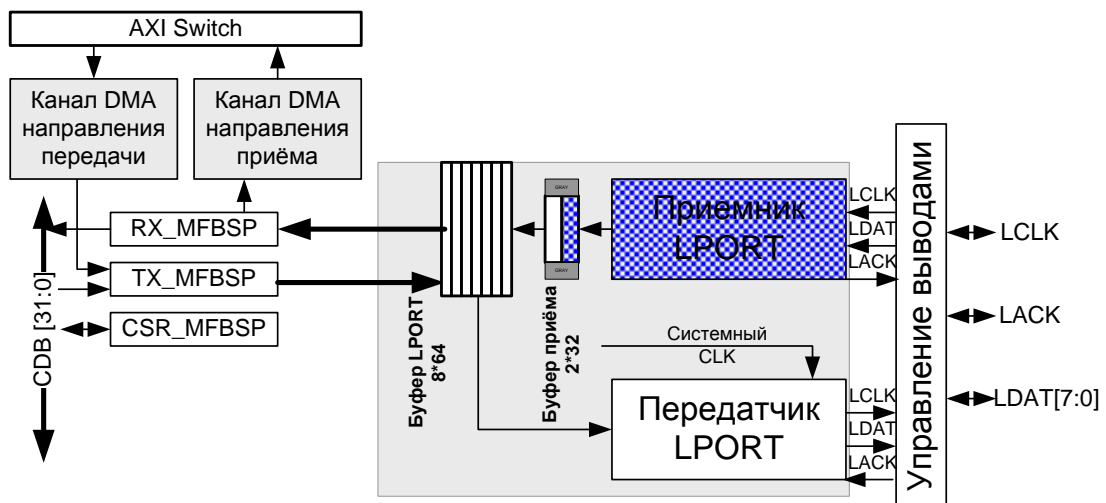 AXI Switch
Канал DMA
направления
передачи
Канал DMA
направления
приёма
RX_MFBSP
TX_MFBSP
CSR_MFBSP
CDB [31:0]
Буфер LPORT
8*64
GRAY
GRAY
Буфер приёма
2*32
Приемник
LPORT
LCLK
LDAT
LACK
Системный
CLK
Передатчик
LPORT
LCLK
LDAT
LACK
Управление выводами
LCLK
LACK
LDAT[7:0]